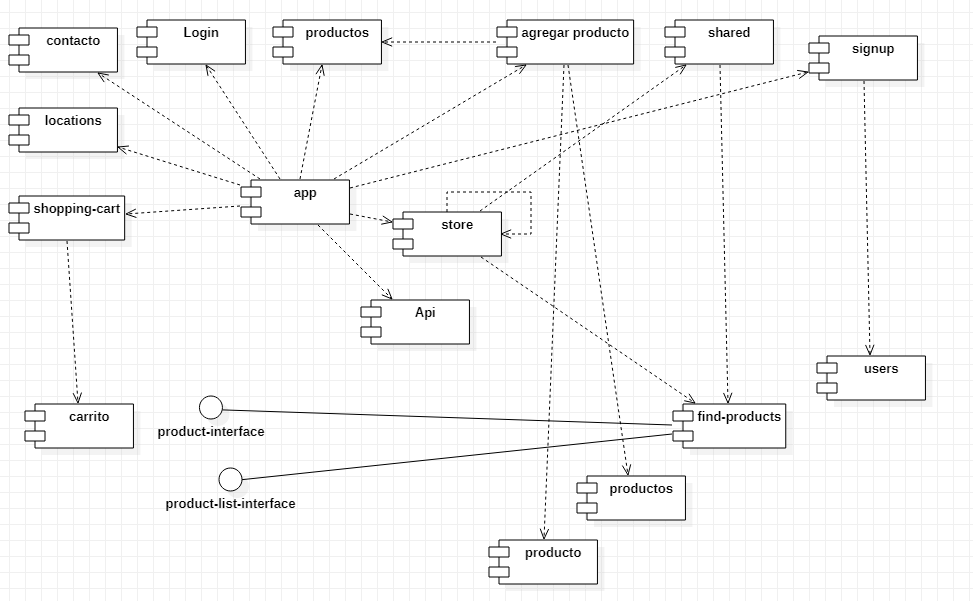 contacto
Login
productos
agregar producto
shared
signup
locations
app
shopping-cart
store
Api
users
carrito
product-interface
find-products
product-list-interface
productos
producto